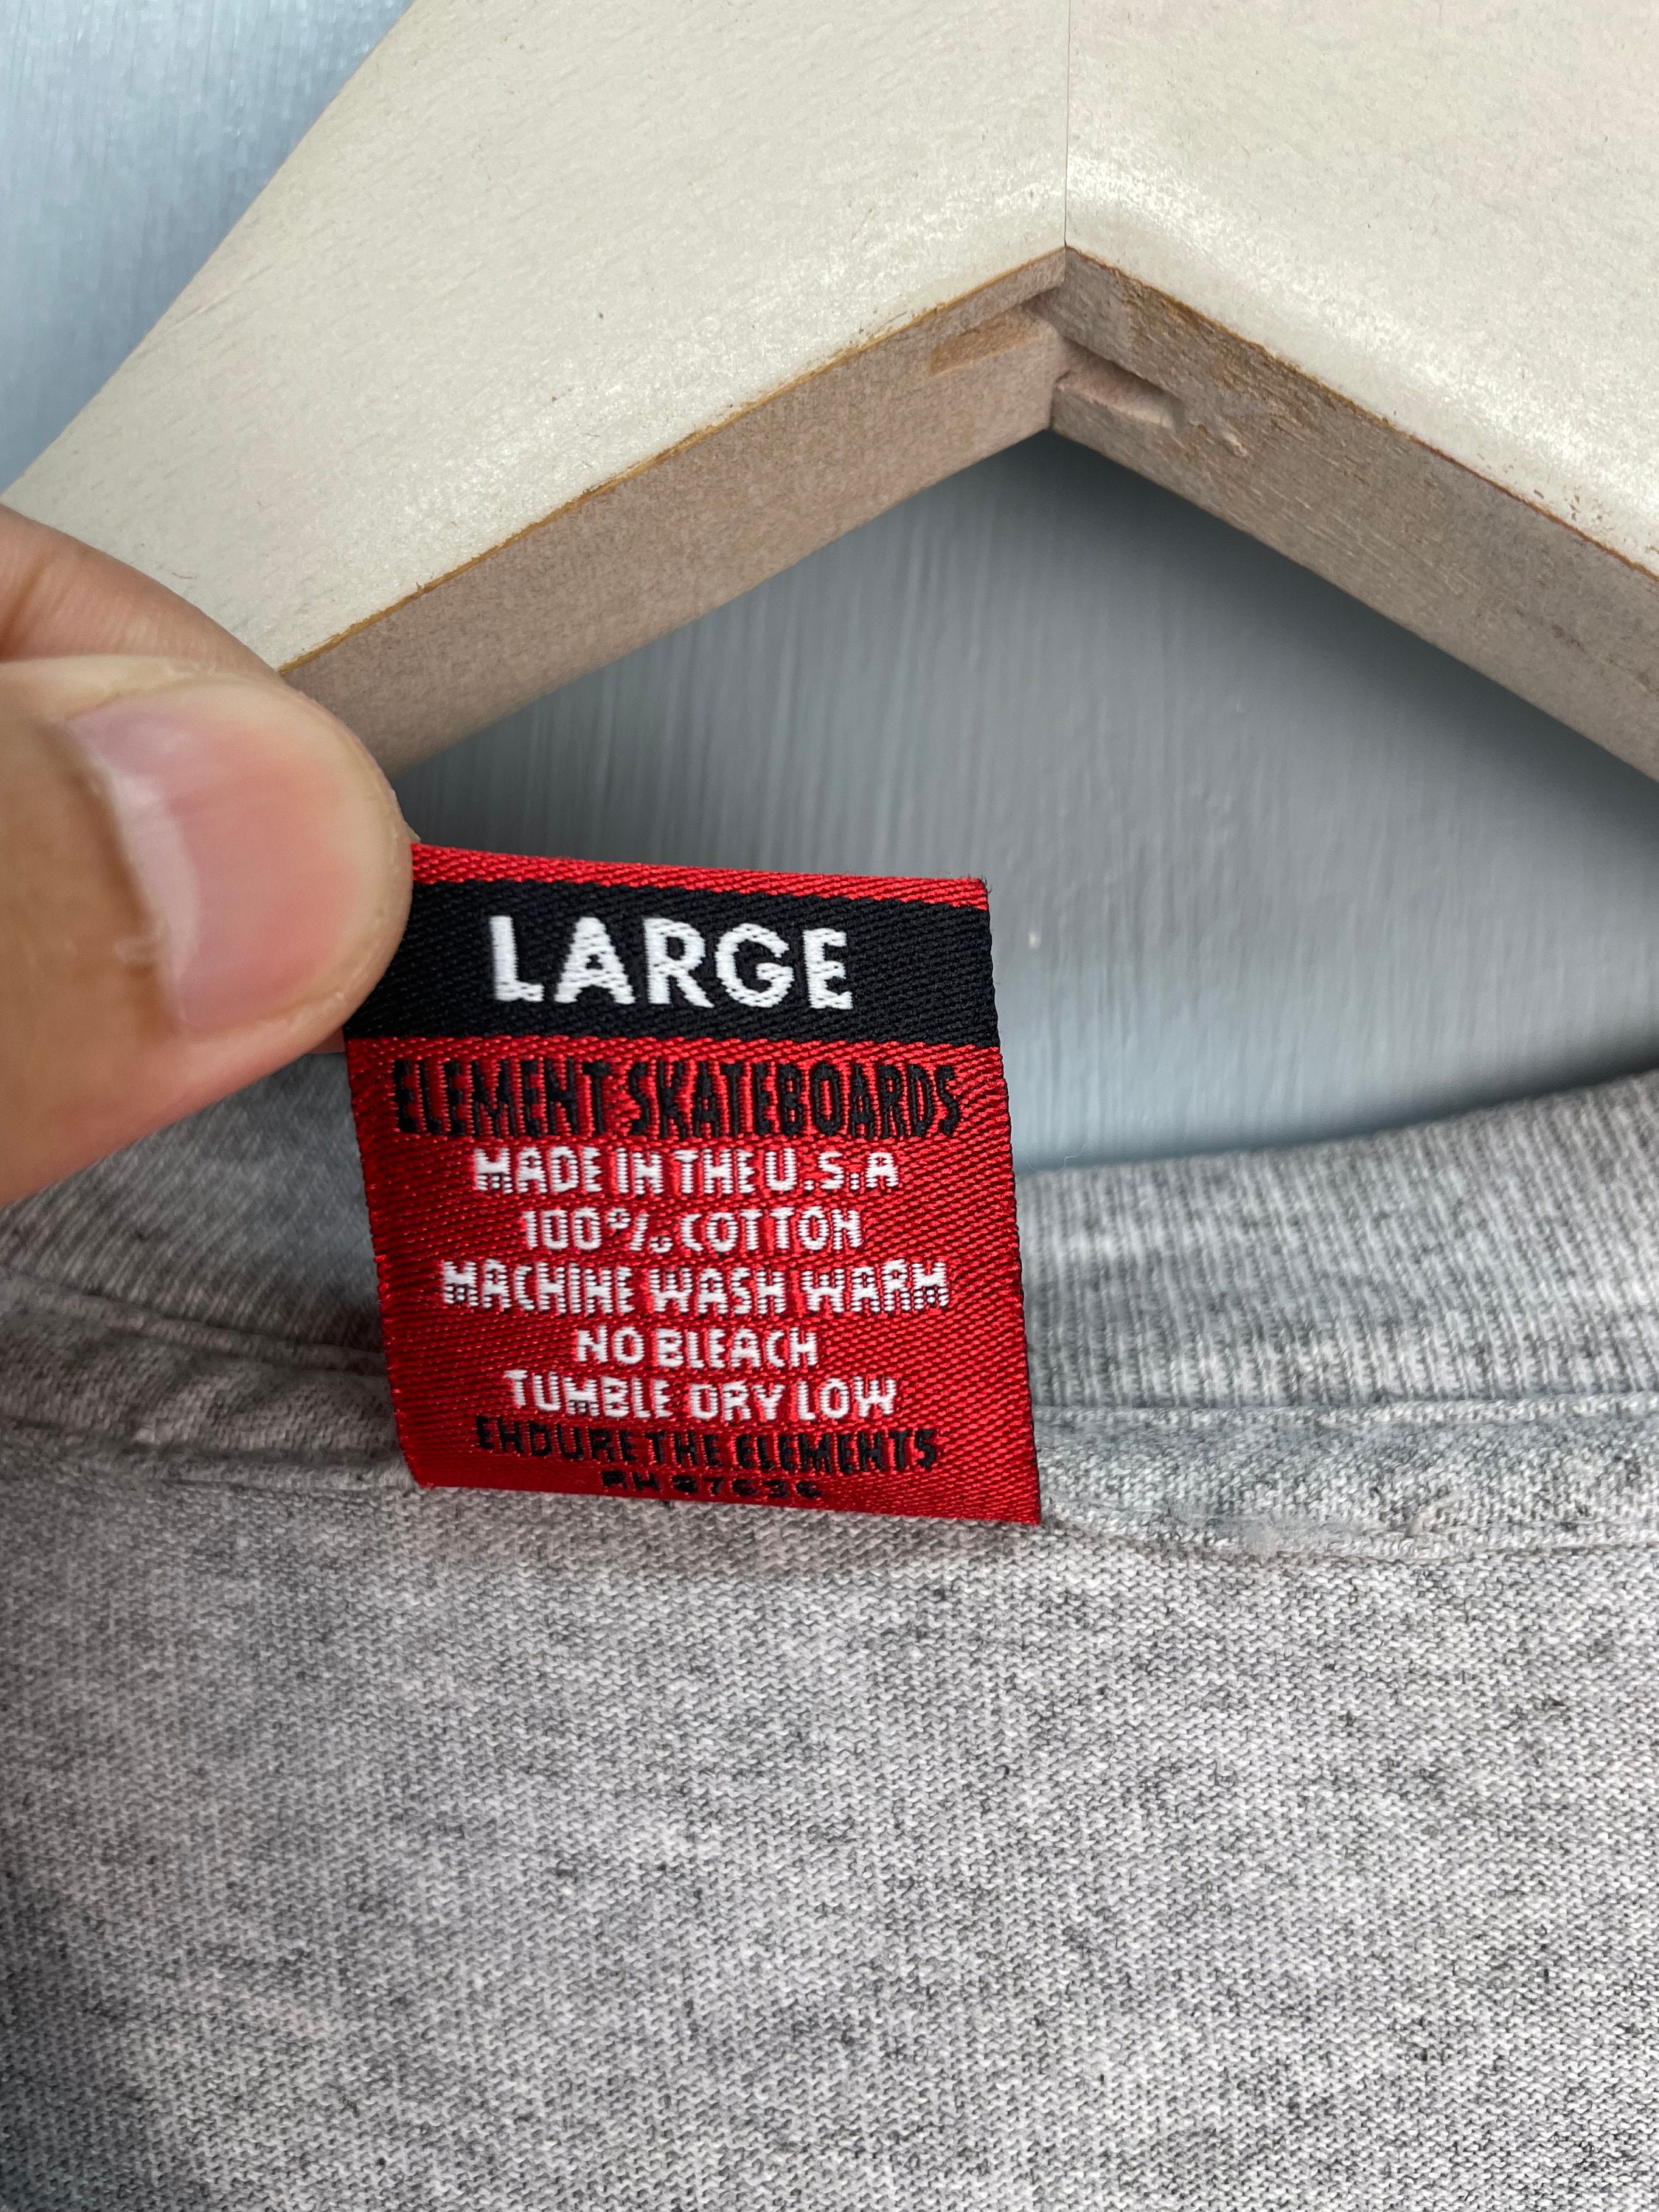 LARGE
ELEMENT SKATEBOARDS
MADE IN THE U.S.A
100% COTTON
MACHINE WASH WARM
NO BLEACH
TUMBLE DRY LOW
ENDURE THE ELEMENTS